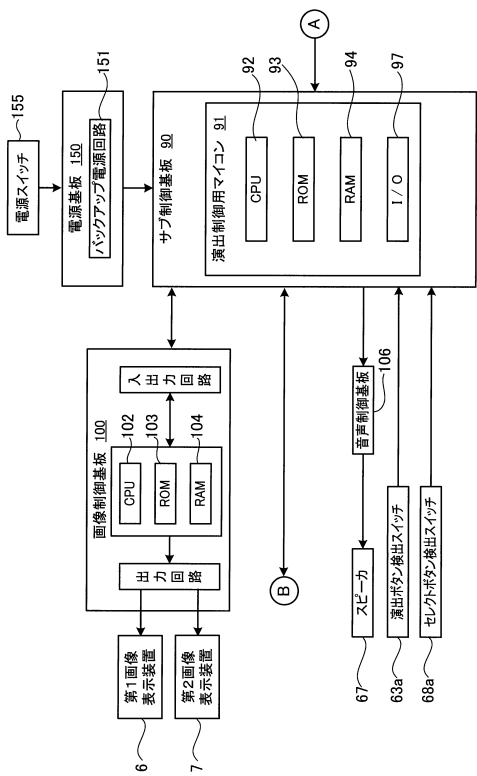 155
電源スイッチ
電源基板 150
151
バックアップ電源回路
サブ制御基板 90
演出制御用マイコン 91
92
CPU
93
ROM
94
RAM
97
I/O
A
画像制御基板 100
102
CPU
103
ROM
104
RAM
入出力回路
出力回路
第1画像
表示装置
6
第2画像
表示装置
7
B
106
音声制御基板
スピーカ
67
演出ボタン検出スイッチ
63a
セレクトボタン検出スイッチ
68a